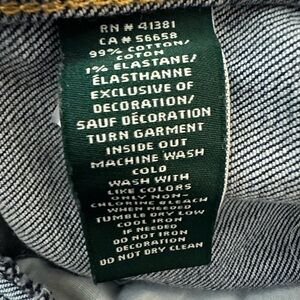 RN # 41381
CA # 56658
99% COTTON/
COTON
1% ELASTANE/
ÉLASTHANNE
EXCLUSIVE OF
DECORATION/
SAUF DÉCORATION
TURN GARMENT
INSIDE OUT
MACHINE WASH
COLD
WASH WITH
LIKE COLORS
ONLY NON-
CHLORINE BLEACH
WHEN NEEDED
TUMBLE DRY LOW
COOL IRON
IF NEEDED
DO NOT IRON
DECORATION
DO NOT DRY CLEAN